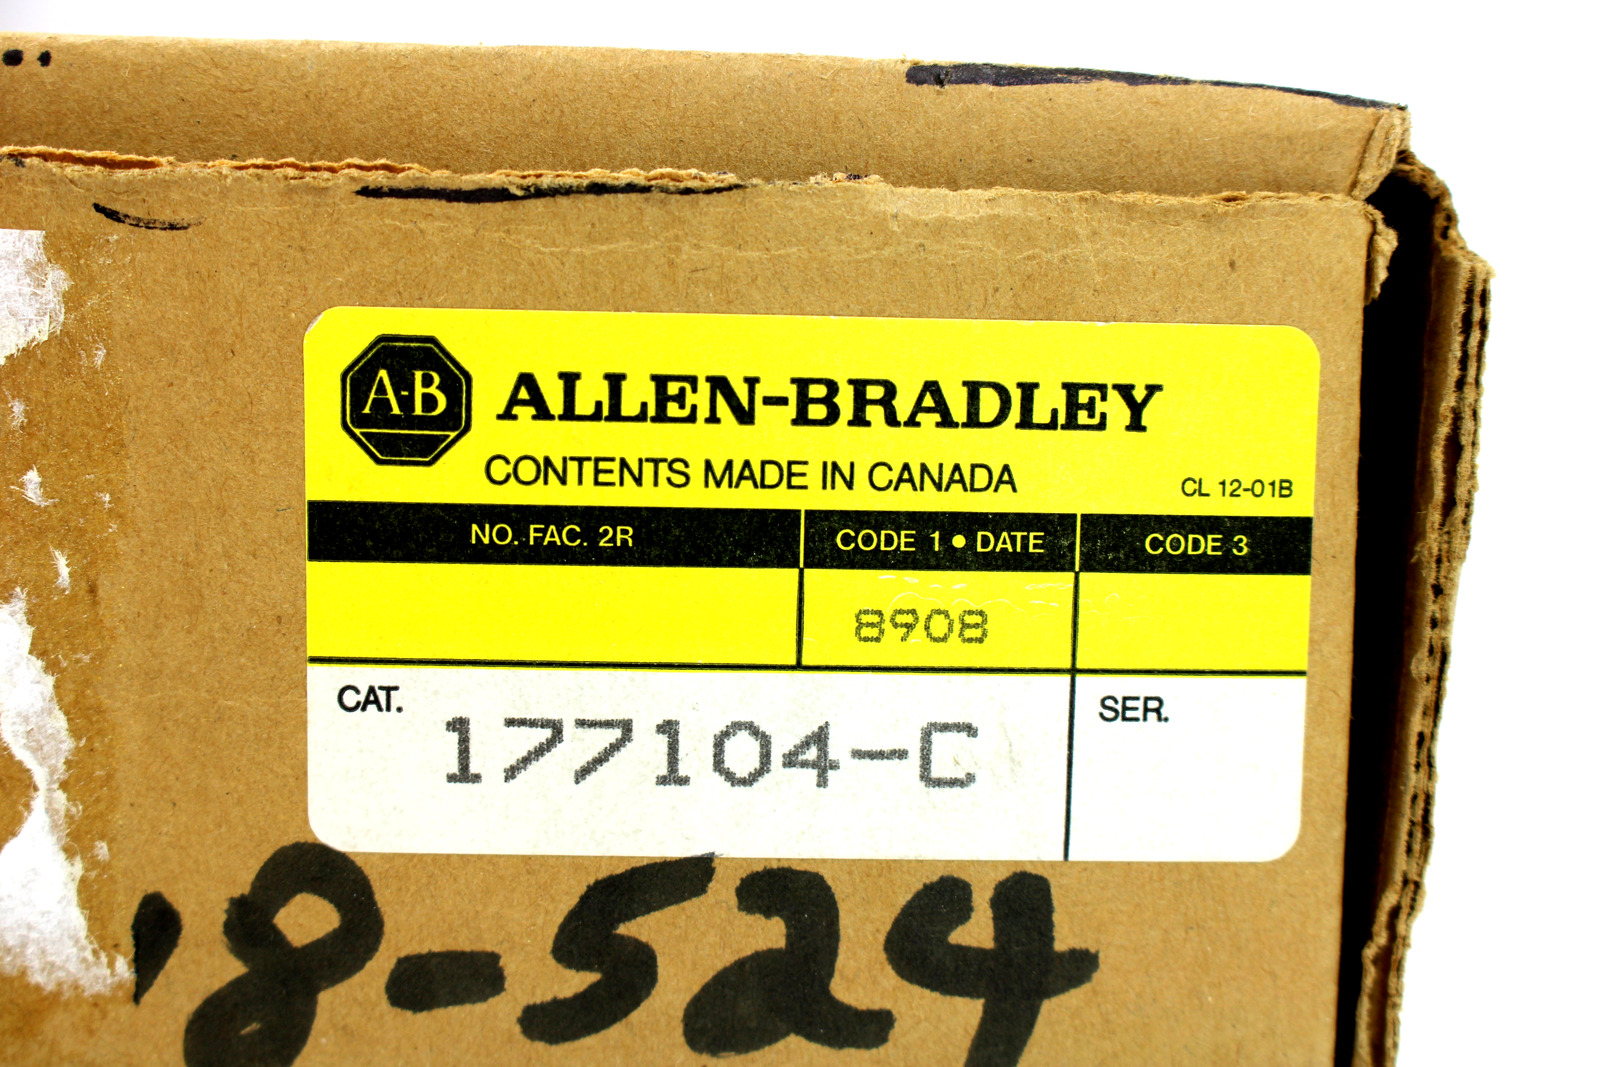 A-B
ALLEN-BRADLEY
CONTENTS MADE IN CANADA
CL 12-01B
NO. FAC. 2R
CODE 1 • DATE
CODE 3
8908
CAT.
177104-C
SER.
8-524